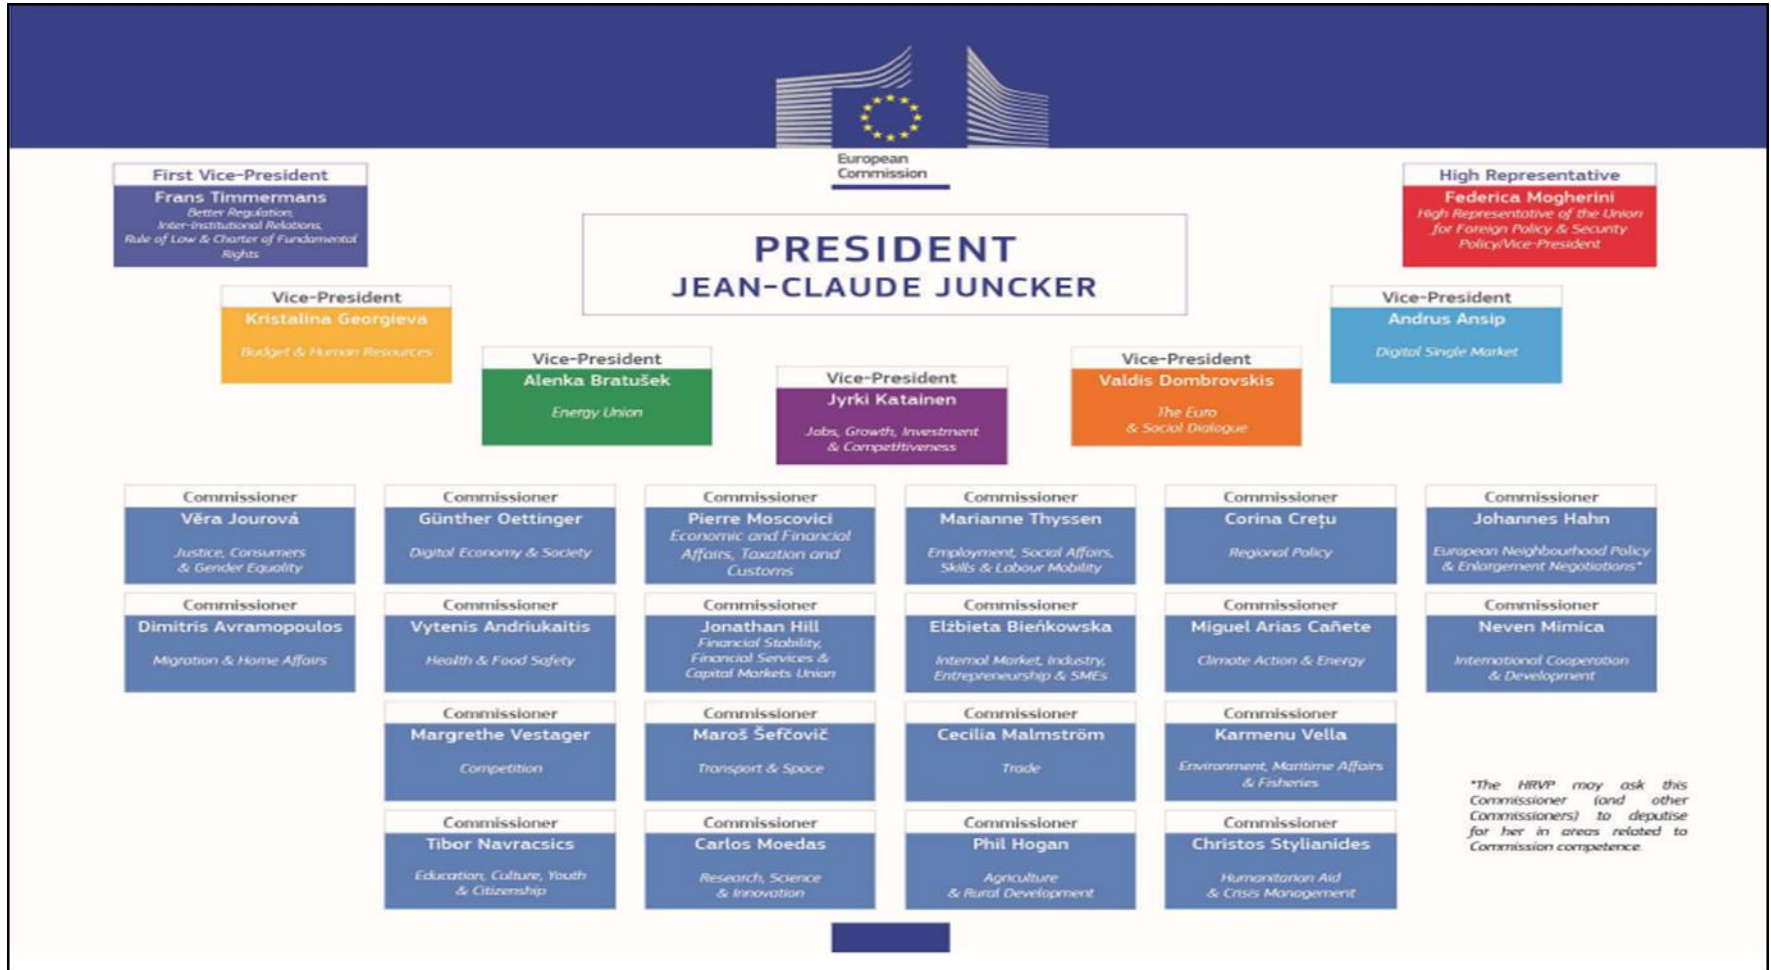 European
Commission
First Vice-President
Frans Timmermans
Better Regulation,
Inter-Institutional Relations,
Rule of Law & Charter of Fundamental
Rights
High Representative
Federica Mogherini
High Representative of the Union
for Foreign Policy & Security
Policy/Vice-President
PRESIDENT
JEAN-CLAUDE JUNCKER
Vice-President
Kristalina Georgieva
Budget & Human Resources
Vice-President
Andrus Ansip
Digital Single Market
Vice-President
Alenka Bratušek
Energy Union
Vice-President
Jyrki Katainen
Jobs, Growth, Investment
& Competitiveness
Vice-President
Valdis Dombrovskis
The Euro
& Social Dialogue
Commissioner
Věra Jourová
Justice, Consumers
& Gender Equality
Commissioner
Günther Oettinger
Digital Economy & Society
Commissioner
Pierre Moscovici
Economic and Financial
Affairs, Taxation and
Customs
Commissioner
Marianne Thyssen
Employment, Social Affairs,
Skills & Labour Mobility
Commissioner
Corina Crețu
Regional Policy
Commissioner
Johannes Hahn
European Neighbourhood Policy
& Enlargement Negotiations*
Commissioner
Dimitris Avramopoulos
Migration & Home Affairs
Commissioner
Vytenis Andriukaitis
Health & Food Safety
Commissioner
Jonathan Hill
Financial Stability,
Financial Services &
Capital Markets Union
Commissioner
Elżbieta Bieńkowska
Internal Market, Industry,
Entrepreneurship & SMEs
Commissioner
Miguel Arias Cañete
Climate Action & Energy
Commissioner
Neven Mimica
International Cooperation
& Development
Commissioner
Margrethe Vestager
Competition
Commissioner
Maroš Šefčovič
Transport & Space
Commissioner
Cecilia Malmström
Trade
Commissioner
Karmenu Vella
Environment, Maritime Affairs
& Fisheries
Commissioner
Tibor Navracsics
Education, Culture, Youth
& Citizenship
Commissioner
Carlos Moedas
Research, Science
& Innovation
Commissioner
Phil Hogan
Agriculture
& Rural Development
Commissioner
Christos Stylianides
Humanitarian Aid
& Crisis Management
*The HRVP may ask this
Commissioner (and other
Commissioners) to deputise
for her in areas related to
Commission competence.